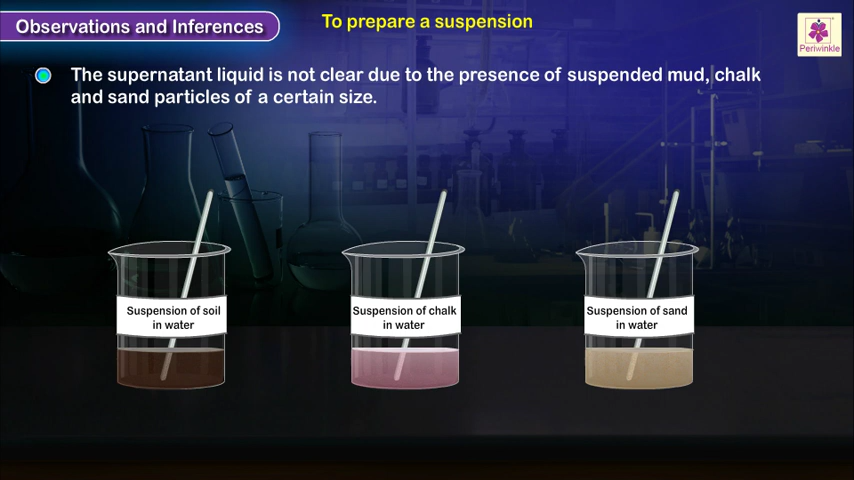 Observations and Inferences
To prepare a suspension
Periwinkle
The supernatant liquid is not clear due to the presence of suspended mud, chalk
and sand particles of a certain size.
Suspension of soil
in water
Suspension of chalk
in water
Suspension of sand
in water